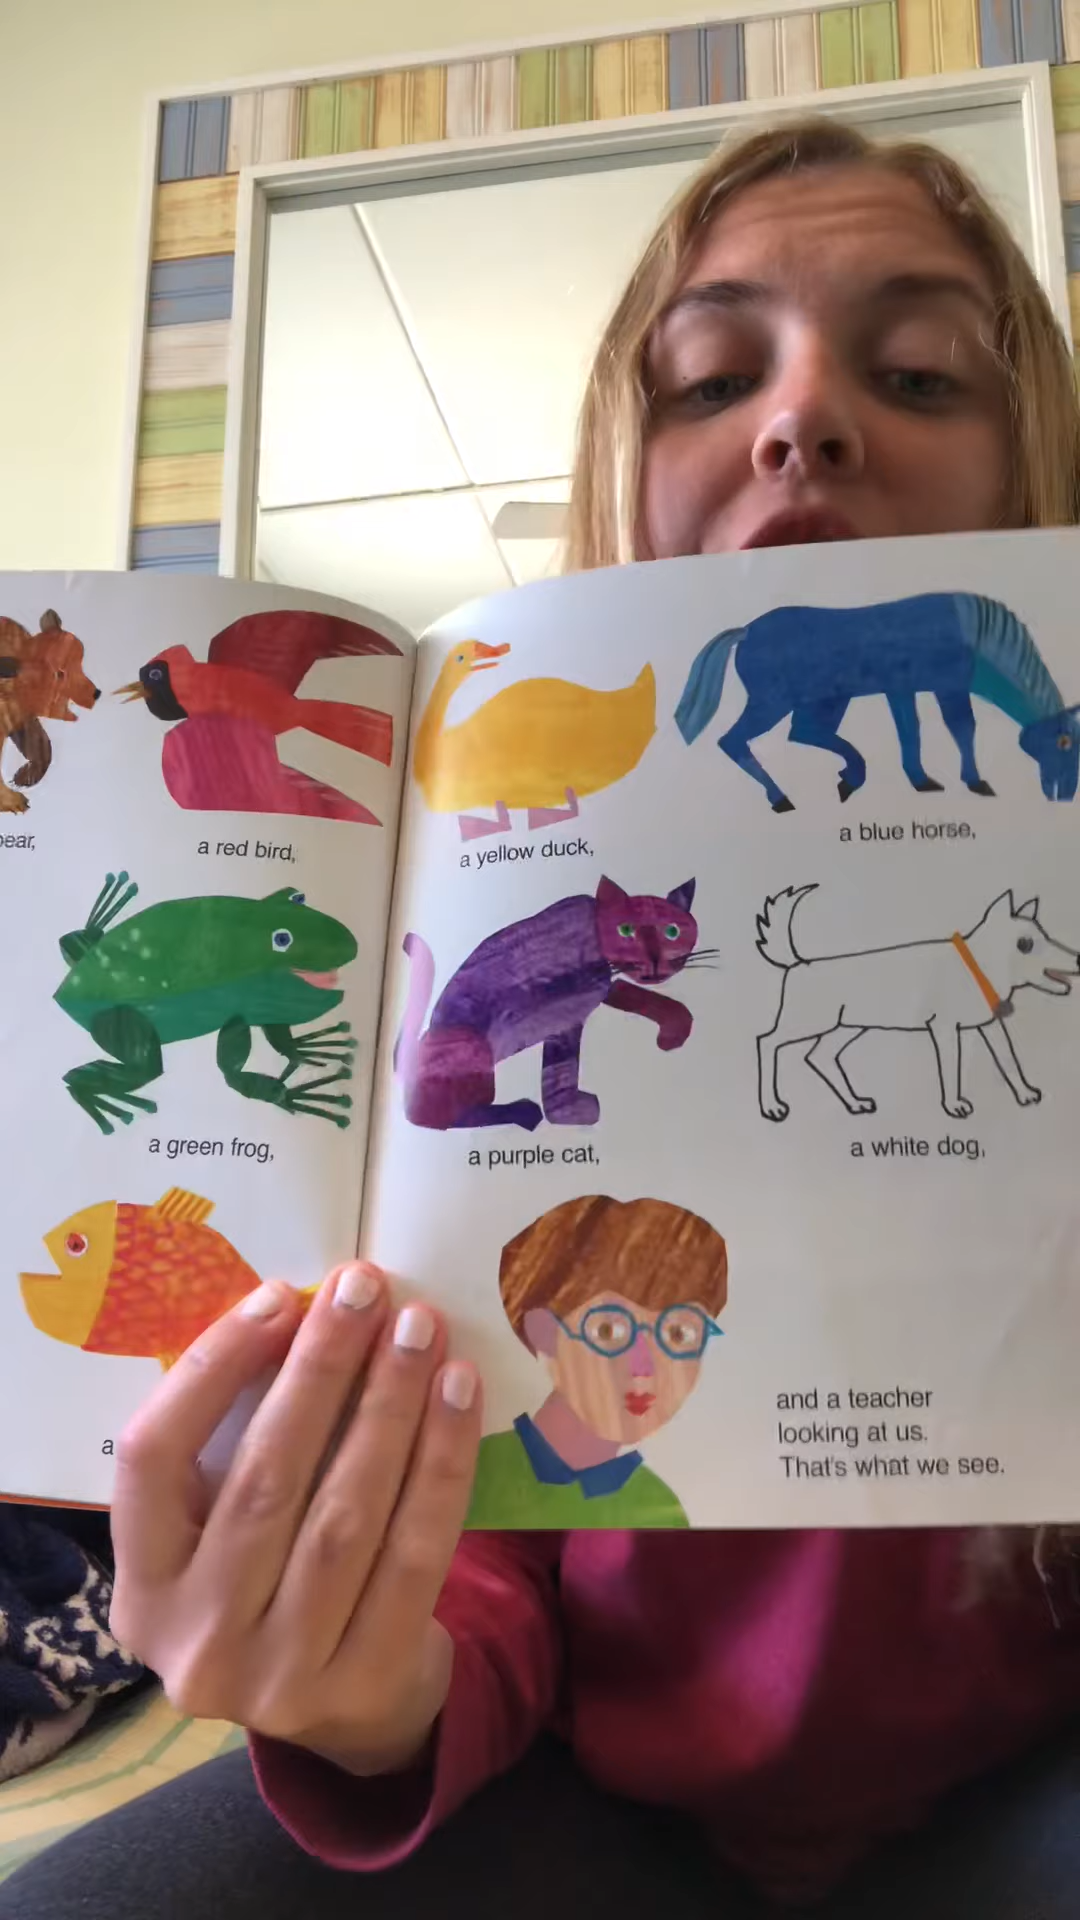 bear,
a red bird,
a yellow duck,
a blue horse,
a green frog,
a purple cat,
a white dog,
a
and a teacher
looking at us.
That's what we see.